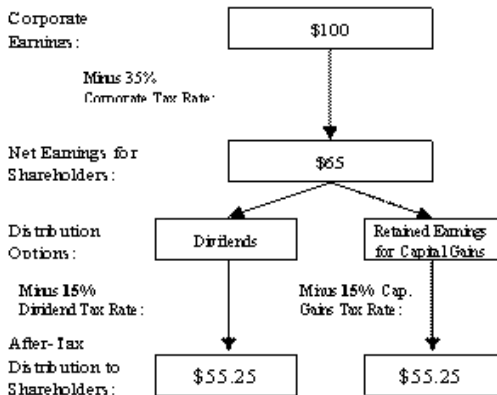 Corporate
Earnings:
$100
Minus 35%
Corporate Tax Rate:
Net Earnings for
Shareholders:
$65
Distribution
Options:
Dividends
Retained Earnings
for Capital Gains
Minus 15%
Dividend Tax Rate:
Minus 15% Cap.
Gains Tax Rate:
After-Tax
Distribution to
Shareholders:
$55.25
$55.25